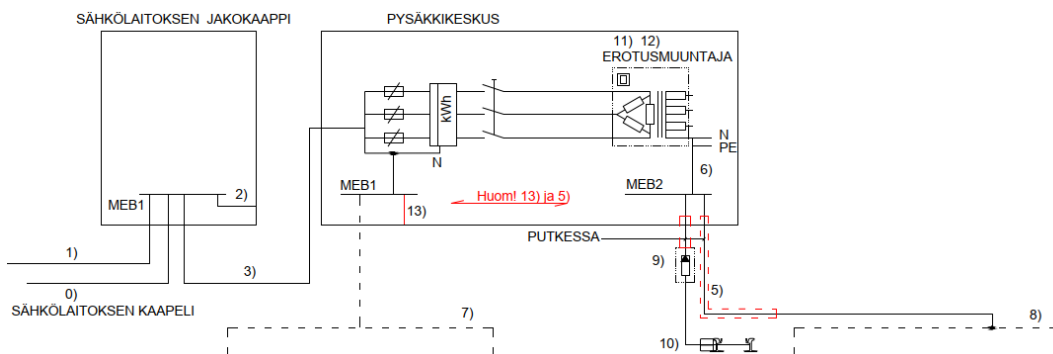 SÄHKÖLAITOKSEN JAKOKAAPPI
PYSÄKKIKESKUS
11) 12)
EROTUSMUUNTAJA
kWh
N
N
PE
6)
MEB1
2)
MEB1
13)
Huom! 13) ja 5)
MEB2
PUTKESSA
1)
3)
9)
0)
SÄHKÖLAITOKSEN KAAPELI
5)
7)
8)
10)